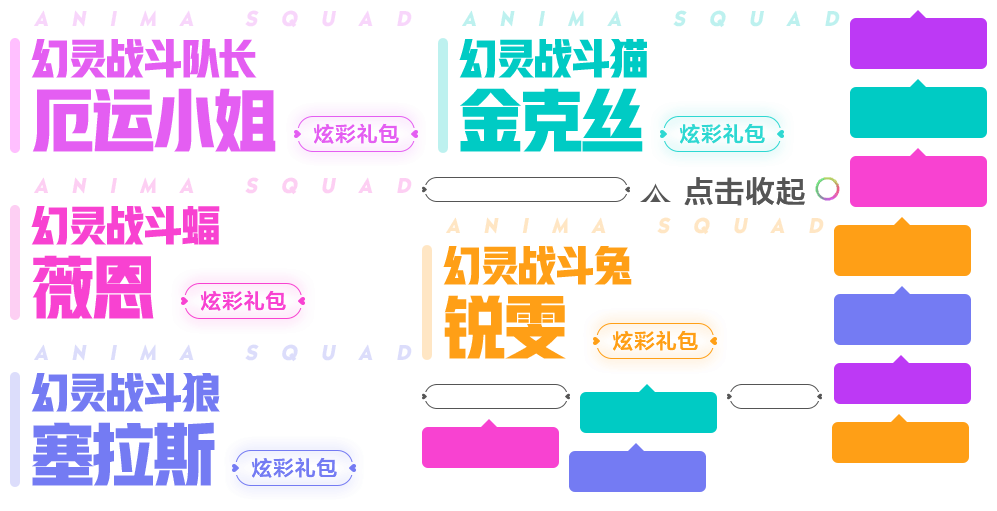 ANIMA SQUAD
幻灵战斗队长
厄运小姐
炫彩礼包
ANIMA SQUAD
幻灵战斗猫
金克丝
炫彩礼包
ANIMA SQUAD
幻灵战斗蝠
薇恩
炫彩礼包
点击收起
ANIMA SQUAD
幻灵战斗兔
锐雯
炫彩礼包
ANIMA SQUAD
幻灵战斗狼
塞拉斯
炫彩礼包